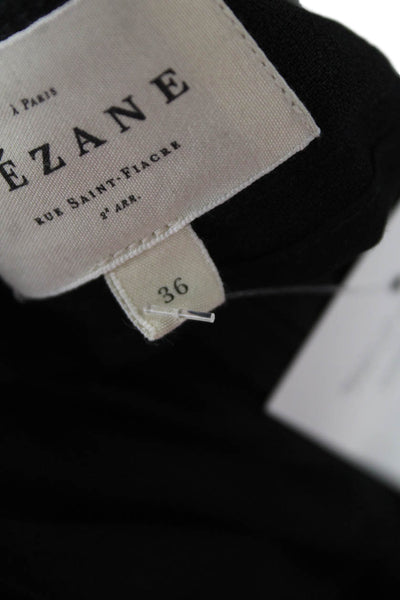 À PARIS
ÉZANE
RUE SAINT-FIACRE
2ᵉ ARR.
36